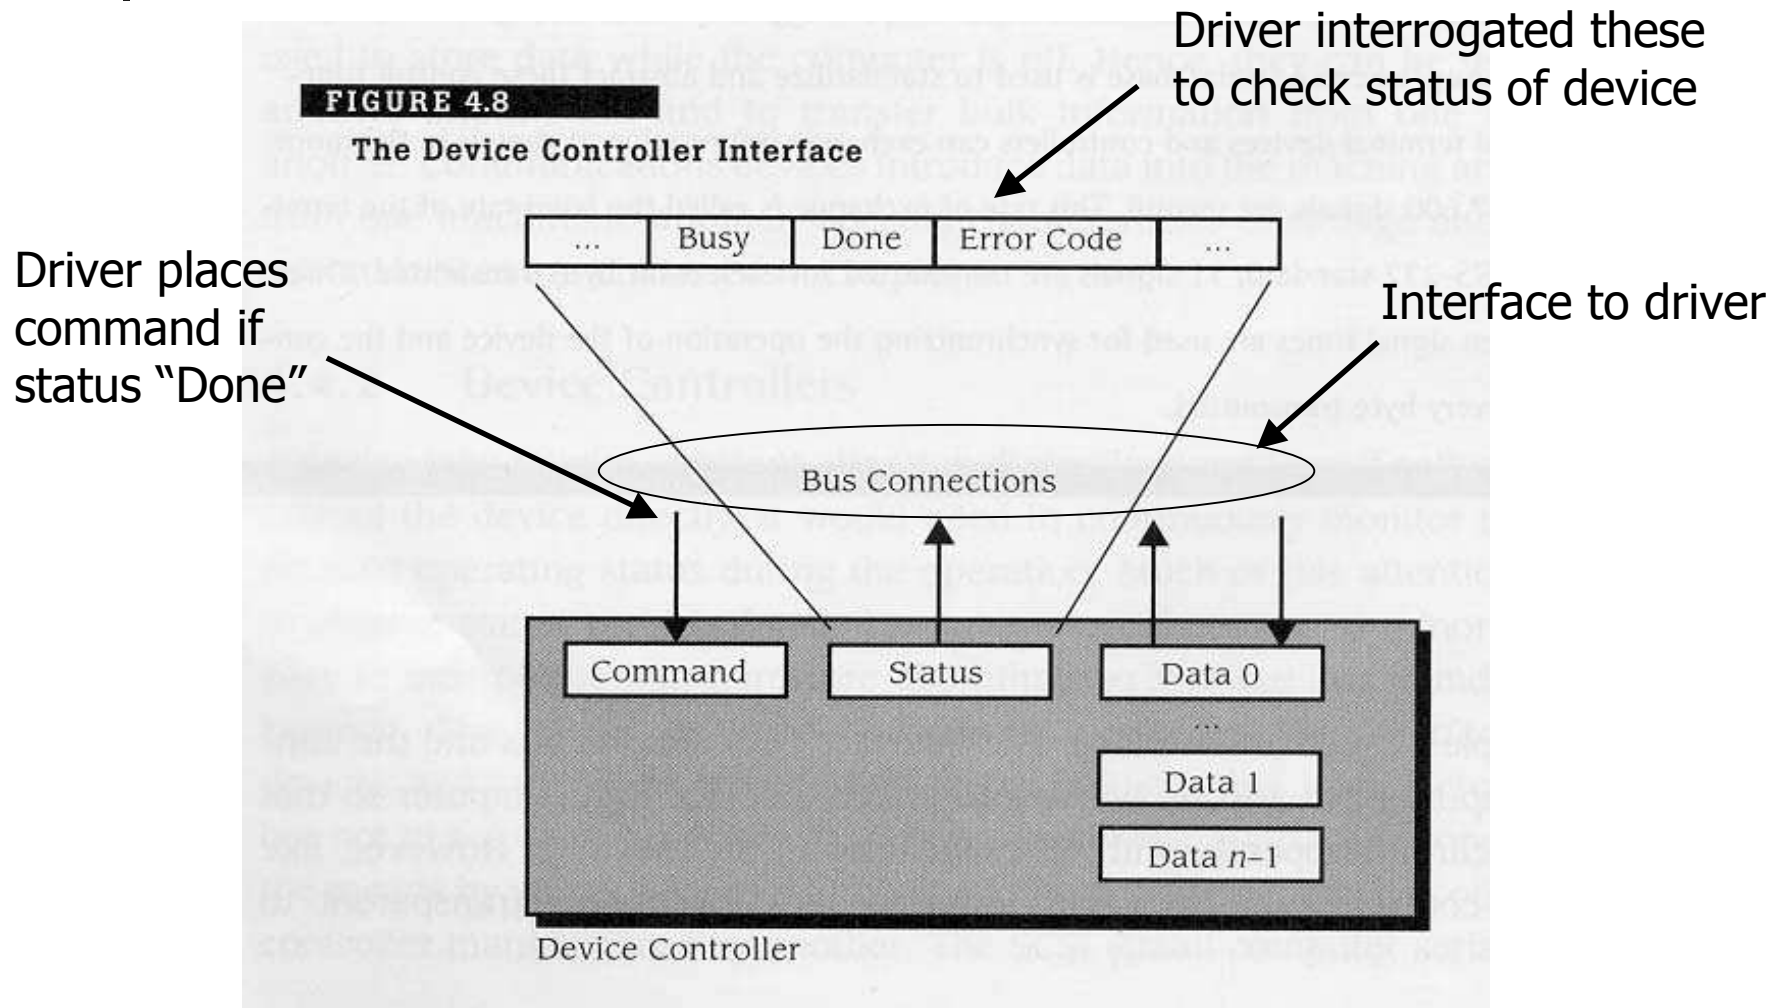 Driver interrogated these
to check status of device
FIGURE 4.8
The Device Controller Interface
... Busy Done Error Code ...
Driver places
command if
status “Done”
Interface to driver
Bus Connections
Command Status Data 0
...
Data 1
Data n–1
Device Controller